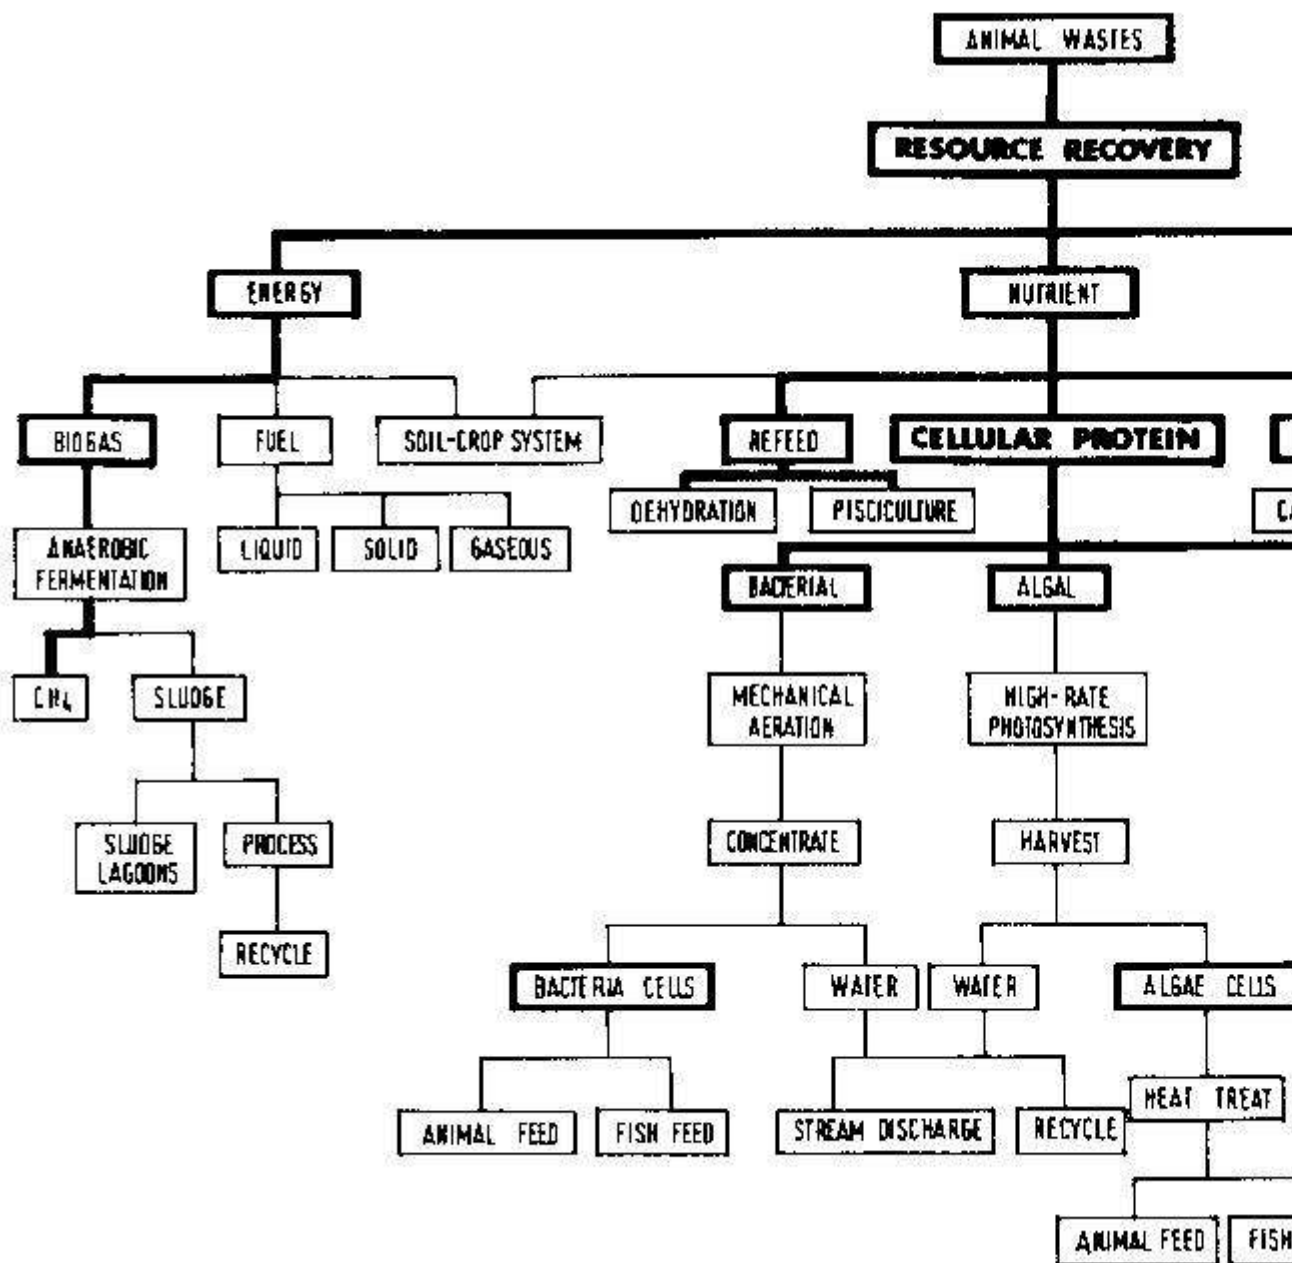 ANIMAL WASTES
RESOURCE RECOVERY
ENERGY
NUTRIENT
BIOGAS
FUEL
SOIL-CROP SYSTEM
REFEED
CELLULAR PROTEIN
DEHYDRATION
PISCICULTURE
ANAEROBIC
FERMENTATION
LIQUID
SOLID
GASEOUS
BACTERIAL
ALGAL
CH4
SLUDGE
MECHANICAL
AERATION
HIGH-RATE
PHOTOSYNTHESIS
SLUDGE
LAGOONS
PROCESS
CONCENTRATE
HARVEST
RECYCLE
BACTERIA CELLS
WATER
WATER
ALGAE CELLS
ANIMAL FEED
FISH FEED
STREAM DISCHARGE
RECYCLE
HEAT TREAT
ANIMAL FEED
FISH